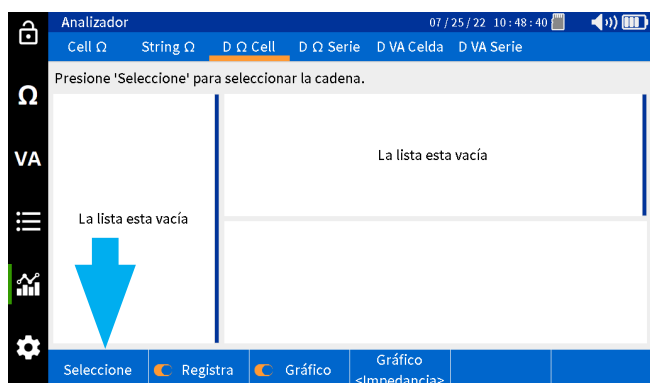 Analizador 07/25/22 10:48:40
Cell Ω String Ω D Ω Cell D Ω Serie D VA Celda D VA Serie
Presione 'Seleccione' para seleccionar la cadena.
Ω
VA
La lista esta vacía
La lista esta vacía
Seleccione Registra Gráfico Gráfico
<Impedancia>